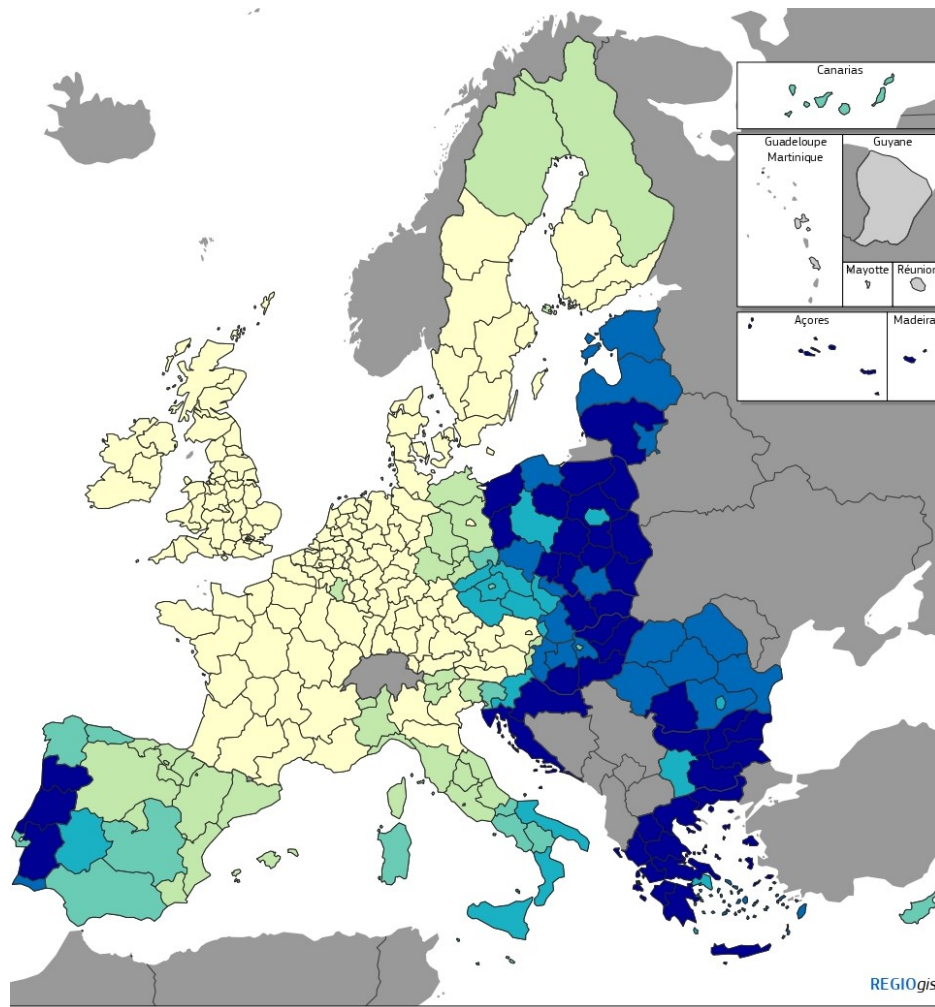 Canarias
Guadeloupe
Martinique
Guyane
Mayotte
Réunion
Açores
Madeira
REGIOgis